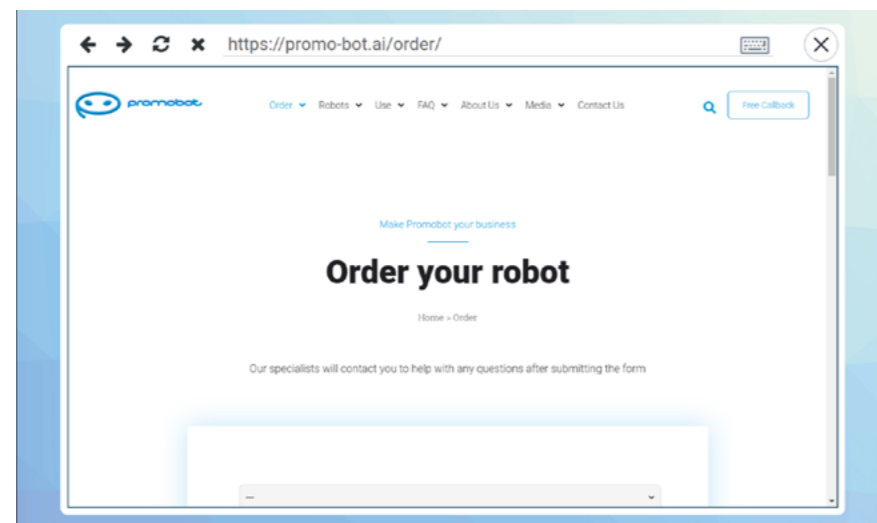 https://promo-bot.ai/order/
promobot
Order Robots Use FAQ About Us Media Contact Us
Free Callback
Make Promobot your business
Order your robot
Home » Order
Our specialists will contact you to help with any questions after submitting the form
—